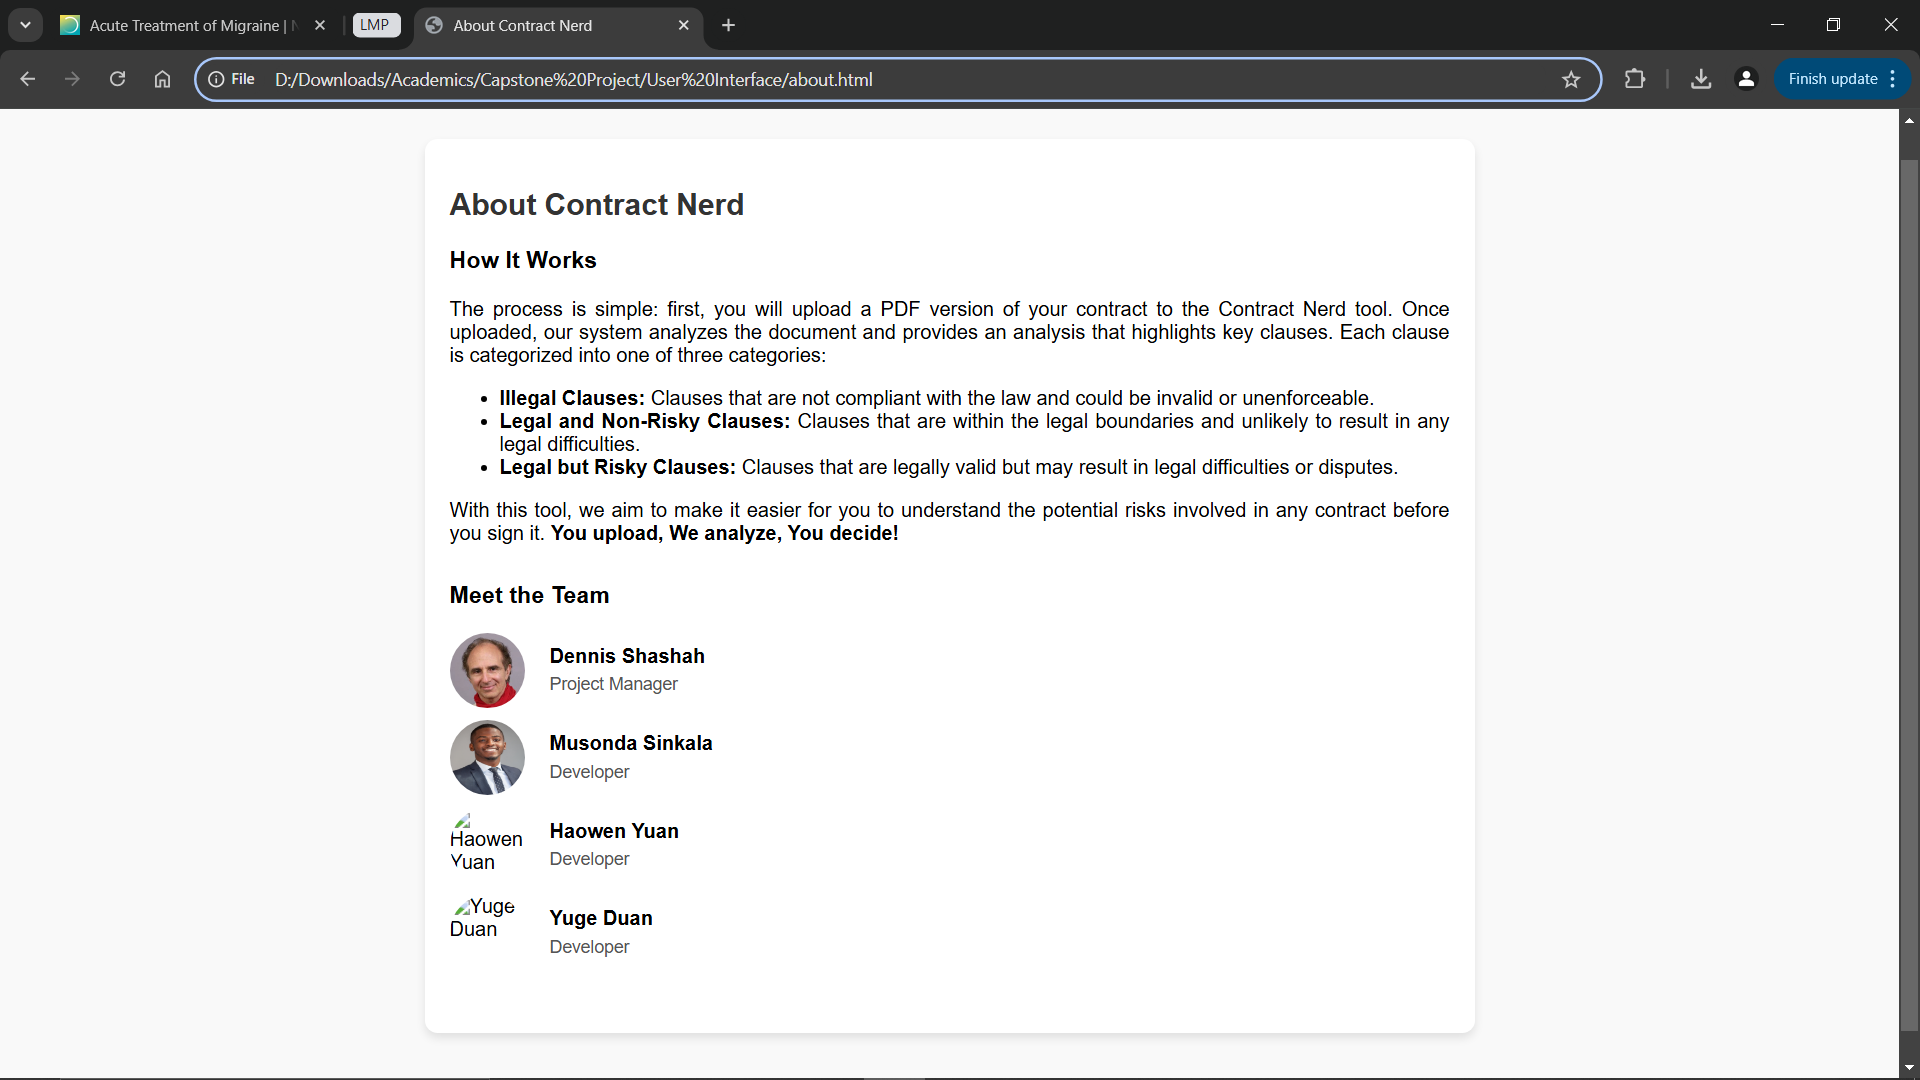 Acute Treatment of Migraine |
LMP
About Contract Nerd
File
D:/Downloads/Academics/Capstone%20Project/User%20Interface/about.html
Finish update
About Contract Nerd
How It Works
The process is simple: first, you will upload a PDF version of your contract to the Contract Nerd tool. Once
uploaded, our system analyzes the document and provides an analysis that highlights key clauses. Each clause
is categorized into one of three categories:
• Illegal Clauses: Clauses that are not compliant with the law and could be invalid or unenforceable.
• Legal and Non-Risky Clauses: Clauses that are within the legal boundaries and unlikely to result in any
legal difficulties.
• Legal but Risky Clauses: Clauses that are legally valid but may result in legal difficulties or disputes.
With this tool, we aim to make it easier for you to understand the potential risks involved in any contract before
you sign it. You upload, We analyze, You decide!
Meet the Team
Dennis Shashah
Project Manager
Musonda Sinkala
Developer
Haowen
Yuan
Haowen Yuan
Developer
Yuge
Duan
Yuge Duan
Developer